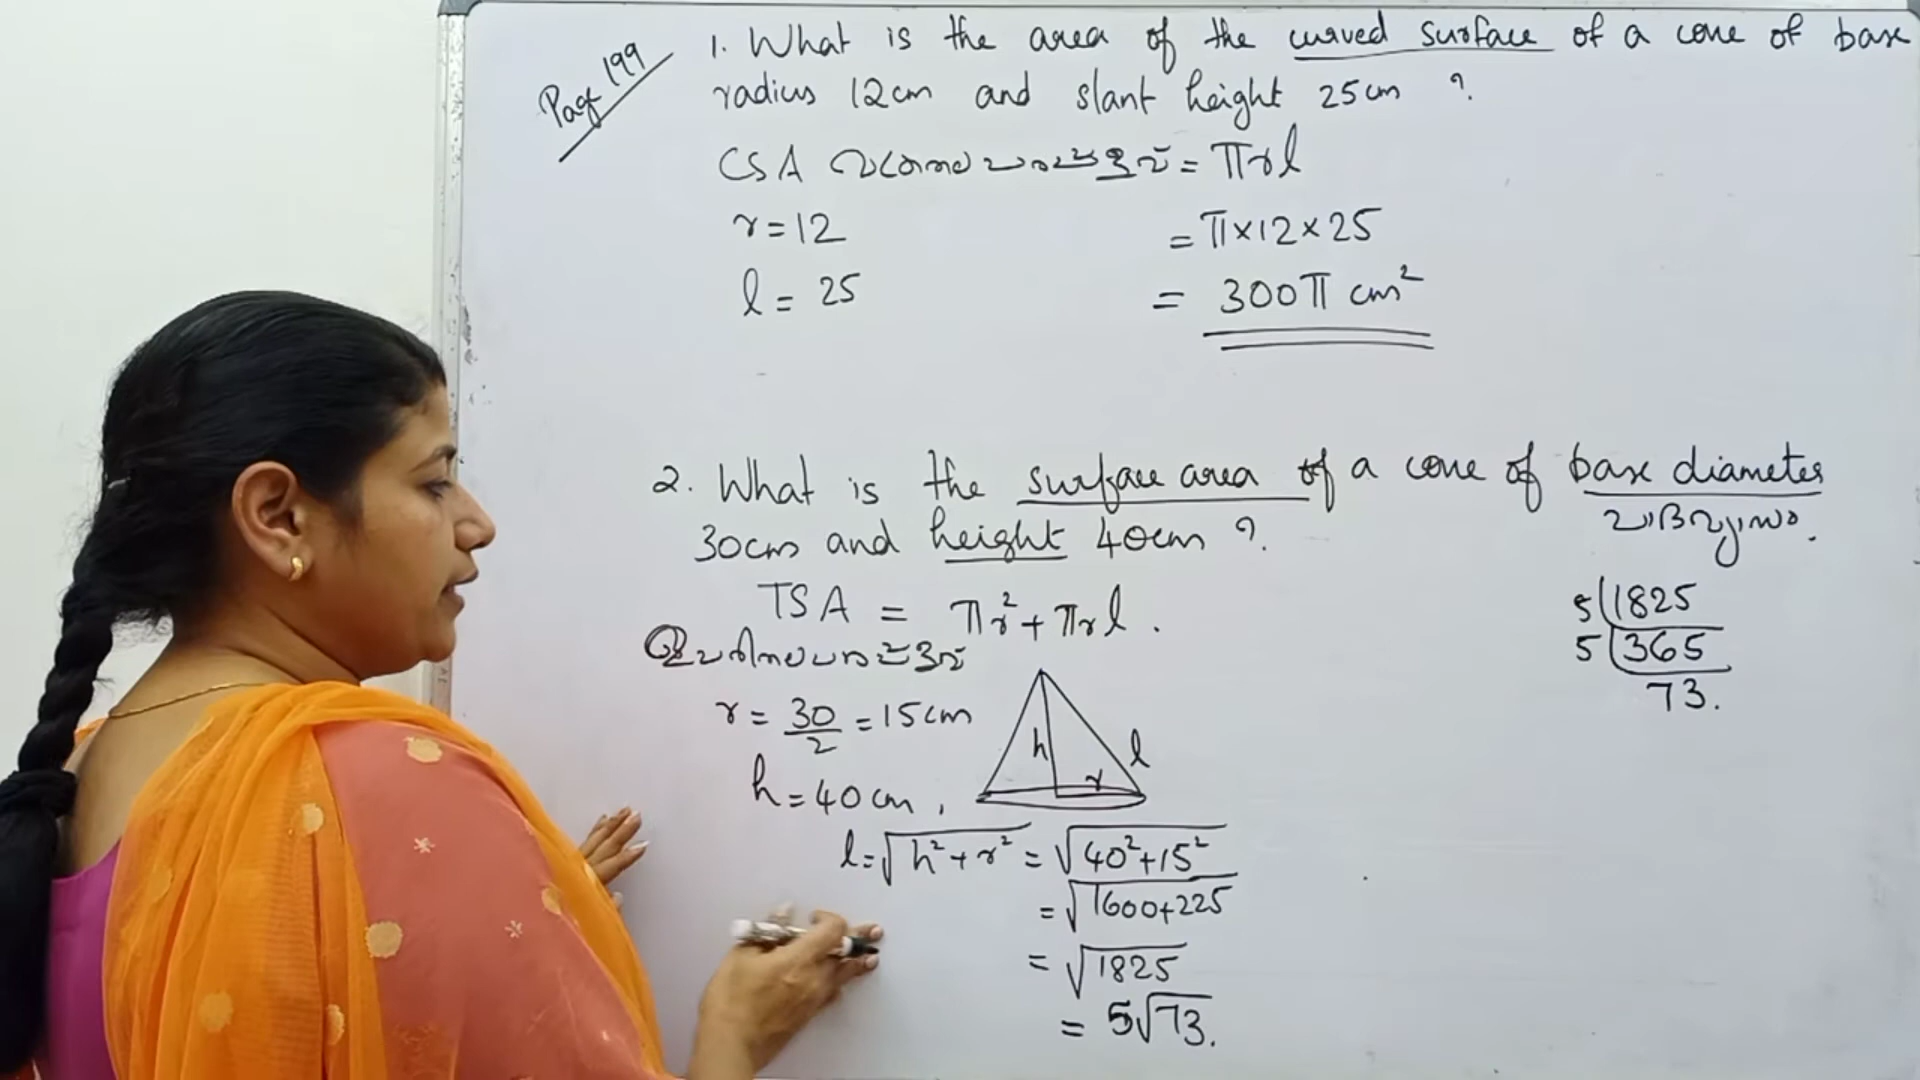 Page 199
1. What is the area of the curved surface of a cone of base
radius 12cm and slant height 25cm ?
CSA = πrl
r = 12
= π×12×25
l = 25
= 300π cm²
2. What is the surface area of a cone of base diameter
30cm and height 40cm ?
വ്യാസം.
TSA = πr² + πrl .
5 1825
5 365
73.
r = 30/2 = 15cm
h l r
h = 40cm ,
l = √h² + r² = √40²+15²
= √1600+225
= √1825
= 5√73.